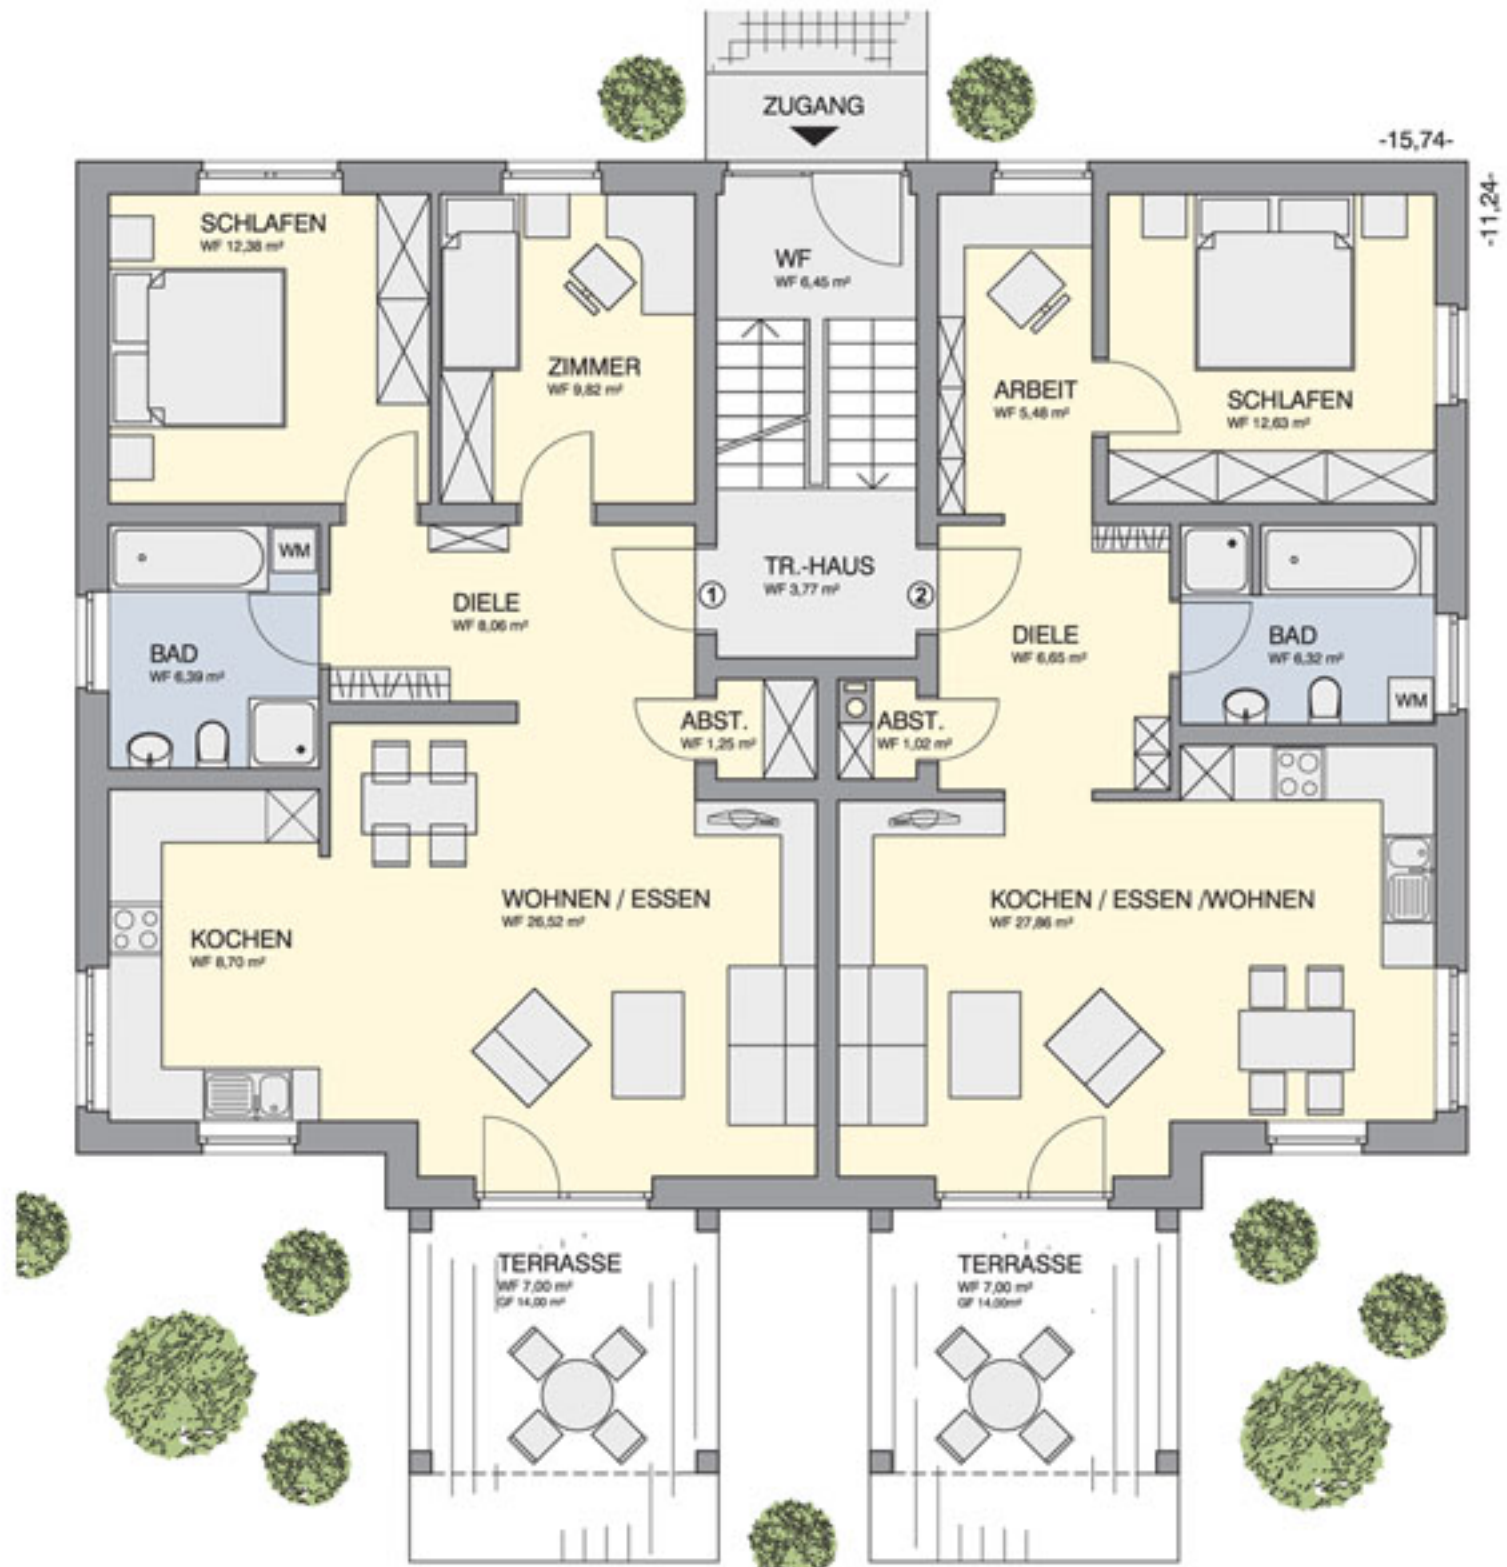 ZUGANG
-15,74-
-11,24-
SCHLAFEN
WF 12,38 m²
ZIMMER
WF 9,82 m²
WF
WF 6,45 m²
ARBEIT
WF 5,48 m²
SCHLAFEN
WF 12,63 m²
WM
BAD
WF 6,39 m²
DIELE
WF 8,06 m²
1
TR.-HAUS
WF 3,77 m²
2
DIELE
WF 6,65 m²
BAD
WF 6,32 m²
WM
ABST.
WF 1,25 m²
ABST.
WF 1,02 m²
KOCHEN
WF 8,70 m²
WOHNEN / ESSEN
WF 26,52 m²
KOCHEN / ESSEN /WOHNEN
WF 27,86 m²
TERRASSE
WF 7,00 m²
GF 14,00 m²
TERRASSE
WF 7,00 m²
GF 14,00m²